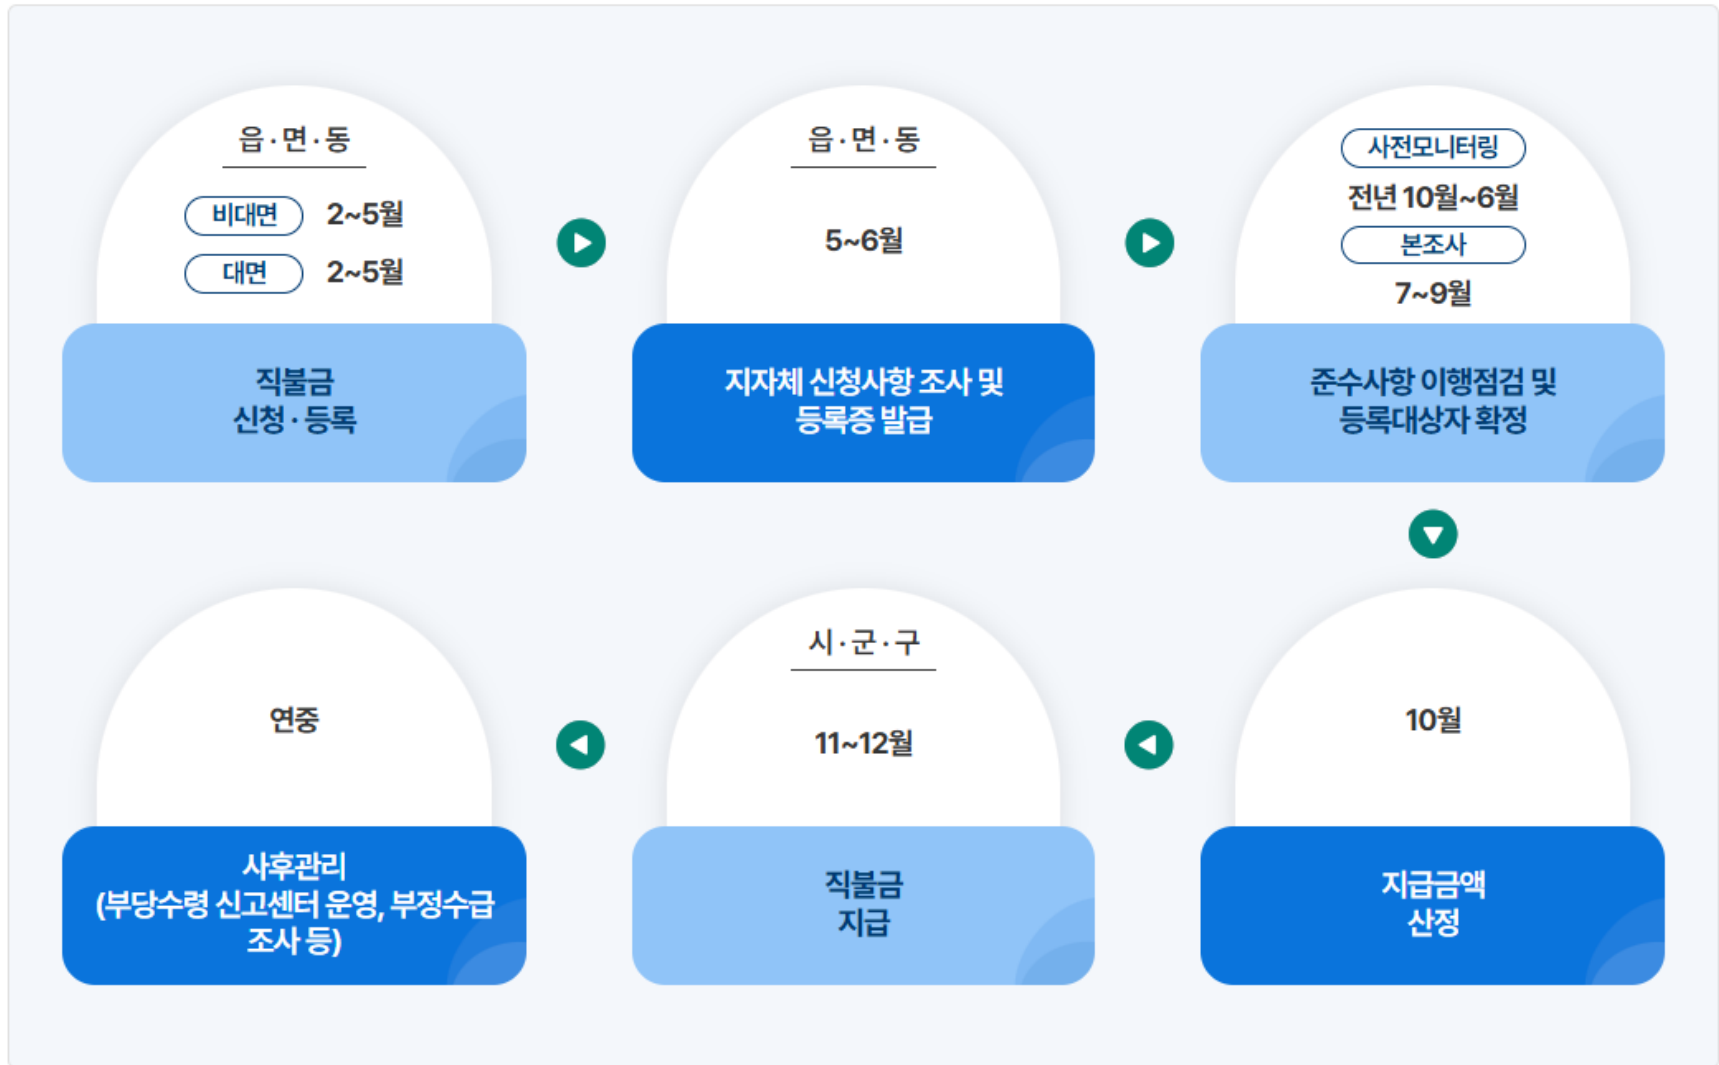 읍·면·동
비대면 2~5월
대면 2~5월
직불금
신청·등록
읍·면·동
5~6월
지자체 신청사항 조사 및
등록증 발급
사전모니터링
전년 10월~6월
본조사
7~9월
준수사항 이행점검 및
등록대상자 확정
10월
지급금액
산정
시·군·구
11~12월
직불금
지급
연중
사후관리
(부당수령 신고센터 운영, 부정수급
조사 등)